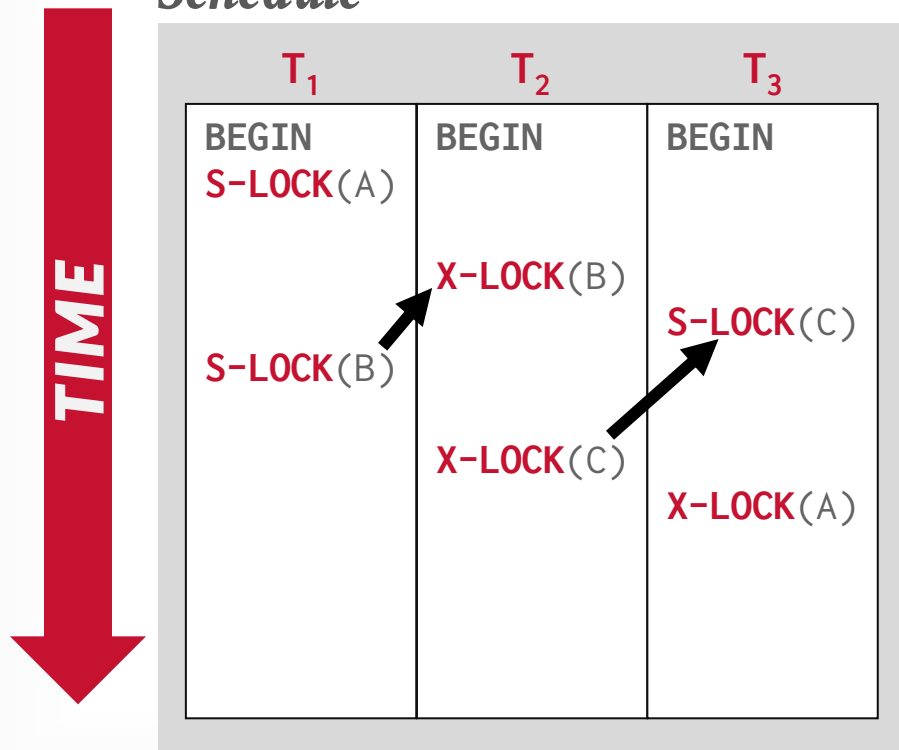 Schedule
TIME
T₁ T₂ T₃
BEGIN BEGIN BEGIN
S-LOCK(A)
X-LOCK(B)
S-LOCK(C)
S-LOCK(B)
X-LOCK(C)
X-LOCK(A)